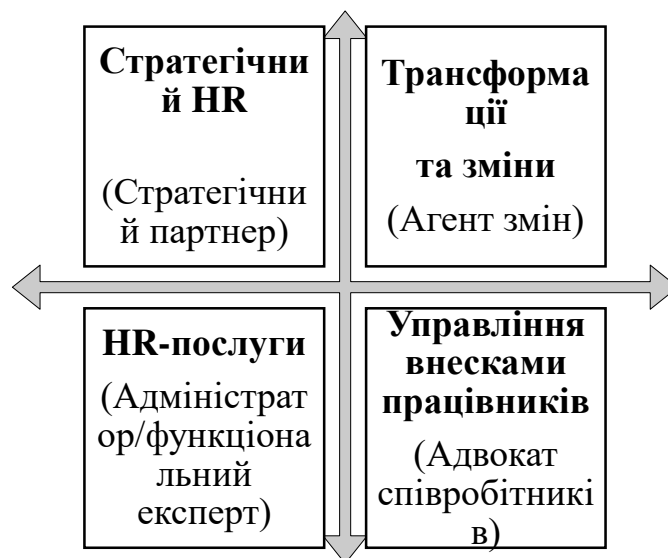 Стратегічни
й HR
(Стратегічни
й партнер)
Трансформа
ції
та зміни
(Агент змін)
HR-послуги
(Адміністрат
ор/функціона
льний
експерт)
Управління
внесками
працівників
(Адвокат
співробітникі
в)